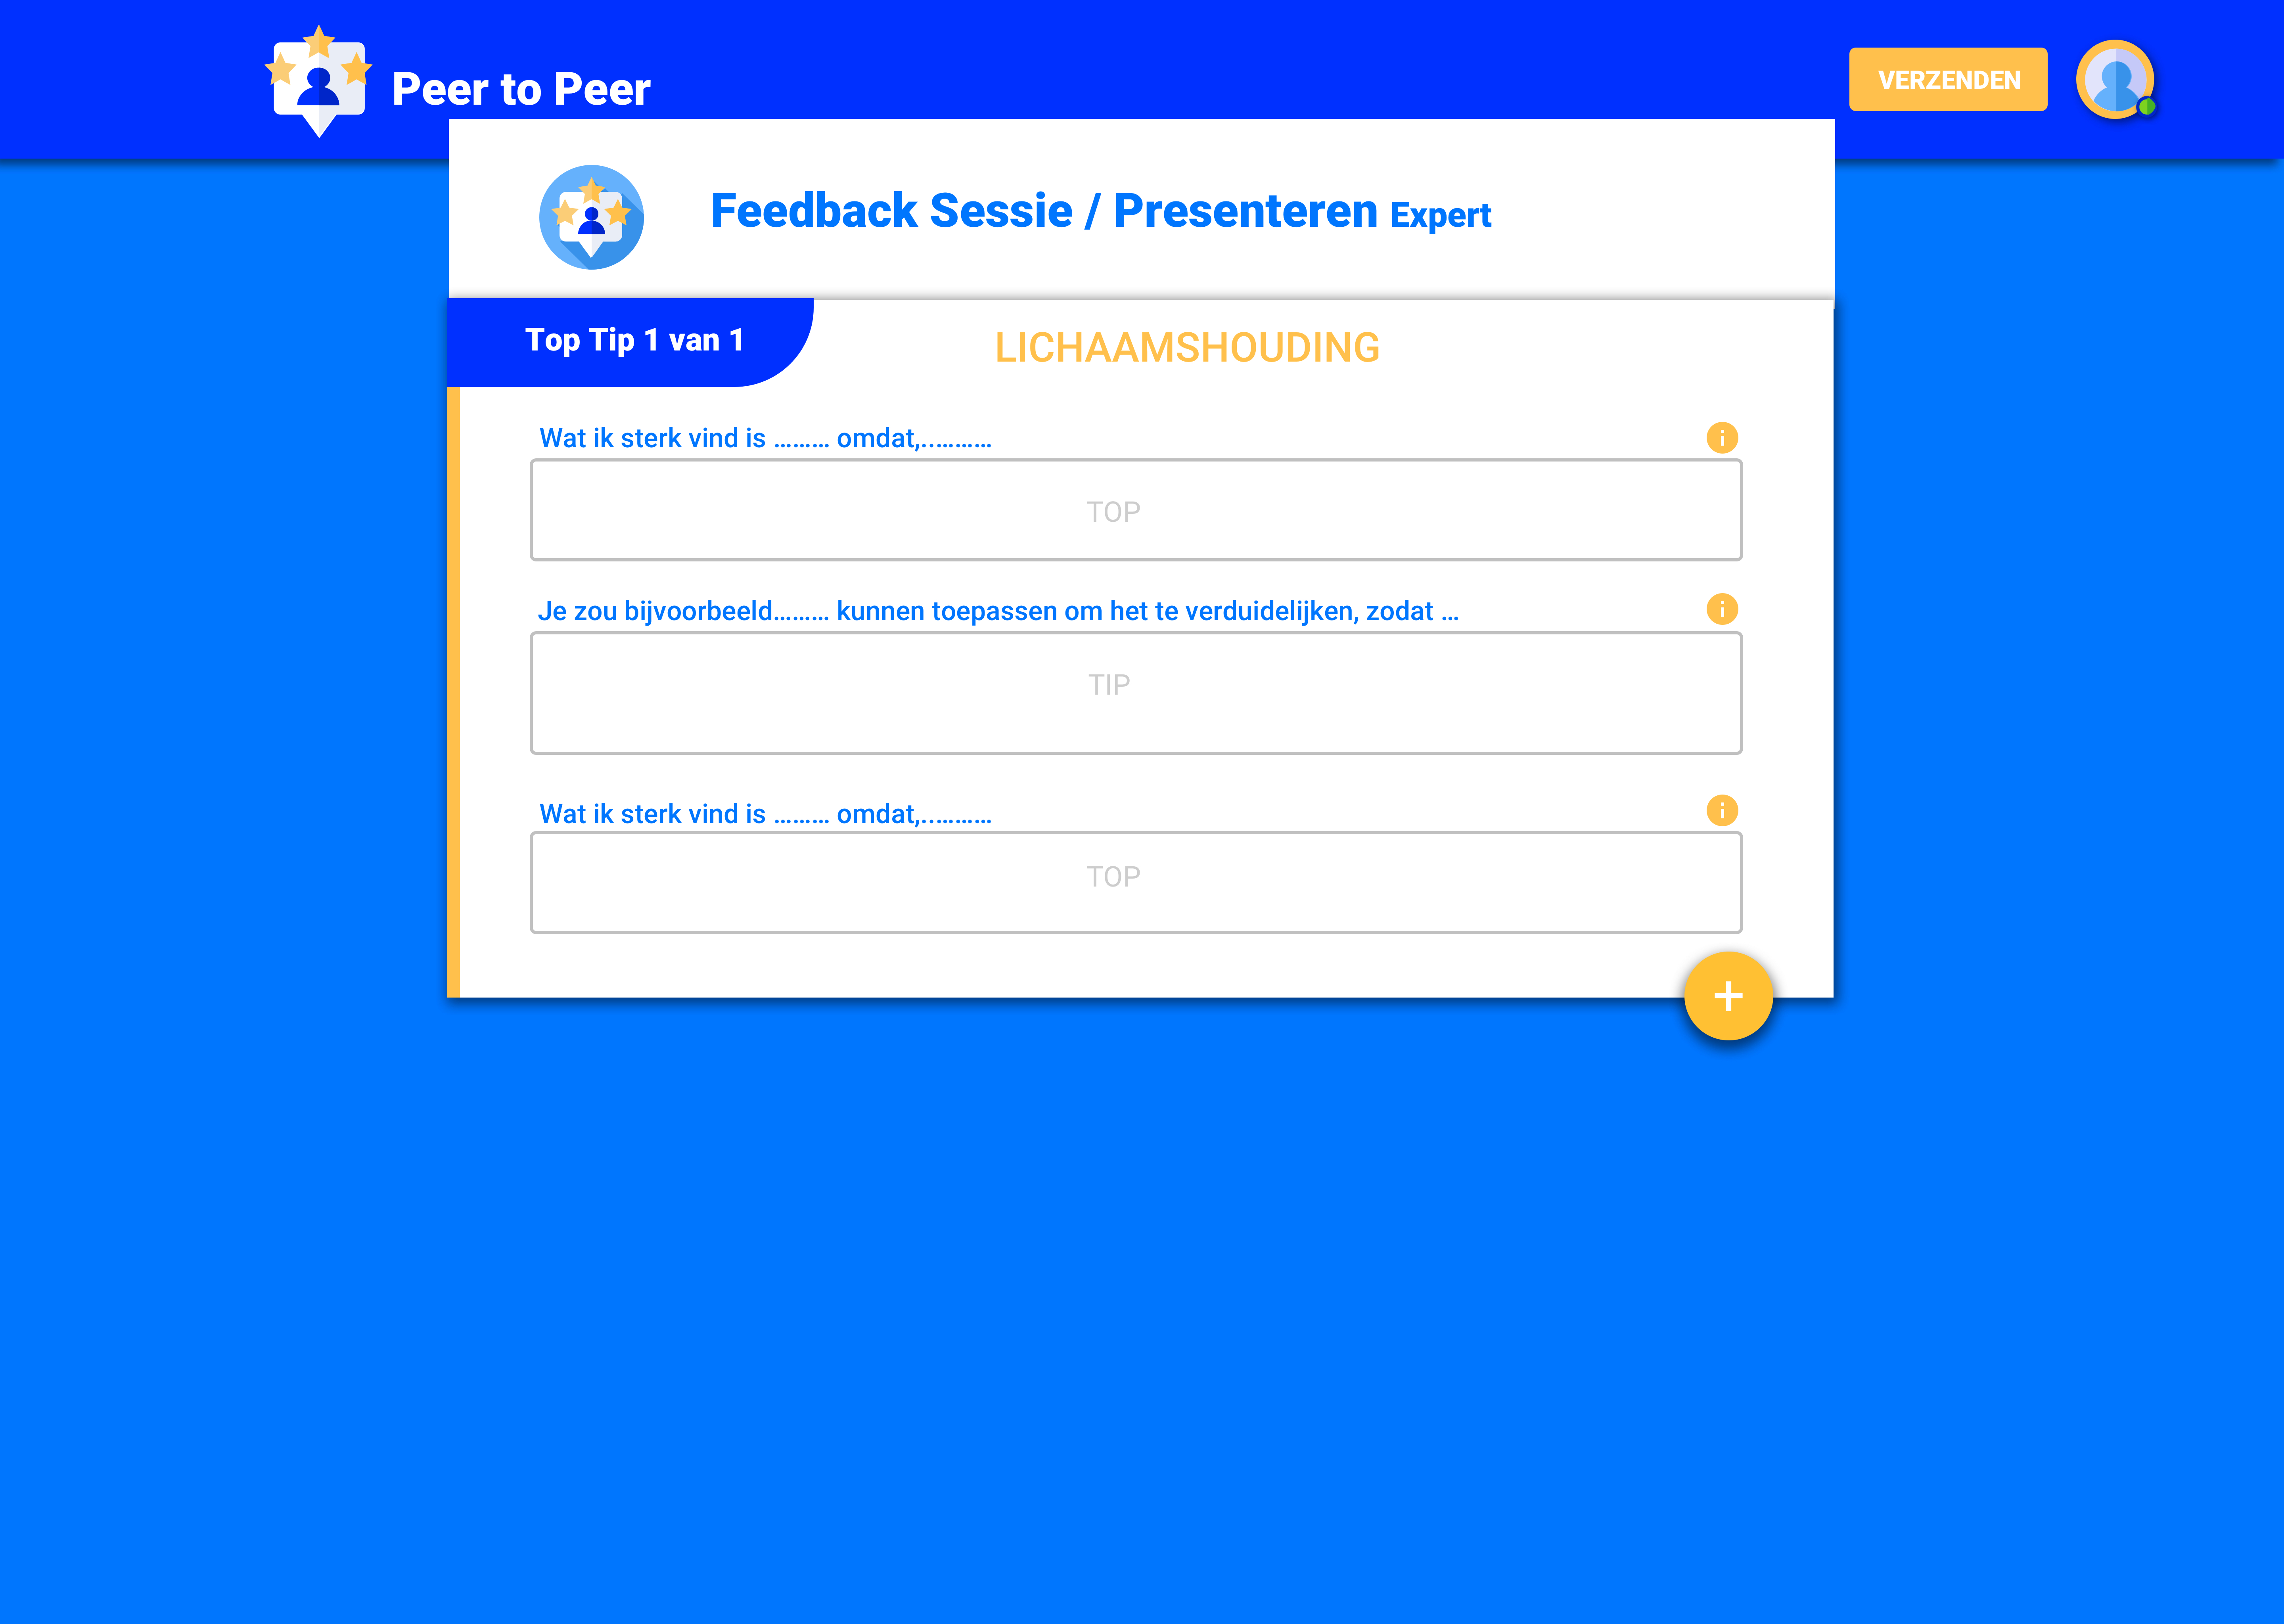 Peer to Peer
VERZENDEN
Feedback Sessie / Presenteren Expert
Top Tip 1 van 1
LICHAAMSHOUDING
Wat ik sterk vind is ……… omdat,..………
TOP
Je zou bijvoorbeeld……… kunnen toepassen om het te verduidelijken, zodat …
TIP
Wat ik sterk vind is ……… omdat,..………
TOP